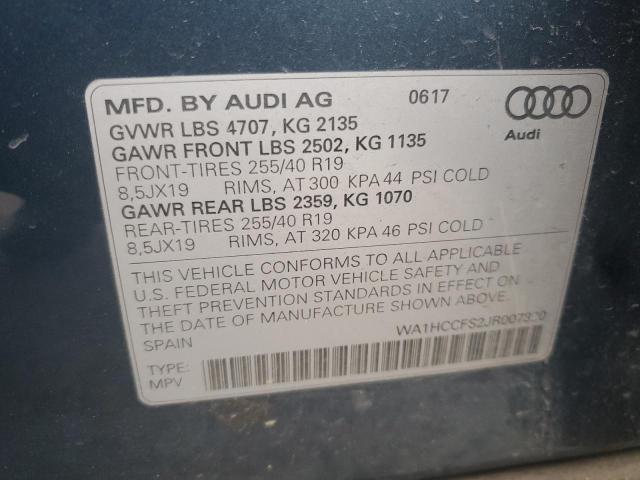 MFD. BY AUDI AG 0617
GVWR LBS 4707, KG 2135
GAWR FRONT LBS 2502, KG 1135
FRONT-TIRES 255/40 R19
8,5JX19 RIMS, AT 300 KPA 44 PSI COLD
GAWR REAR LBS 2359, KG 1070
REAR-TIRES 255/40 R19
8,5JX19 RIMS, AT 320 KPA 46 PSI COLD
Audi
THIS VEHICLE CONFORMS TO ALL APPLICABLE
U.S. FEDERAL MOTOR VEHICLE SAFETY AND
THEFT PREVENTION STANDARDS IN EFFECT ON
THE DATE OF MANUFACTURE SHOWN ABOVE.
SPAIN
TYPE:
MPV